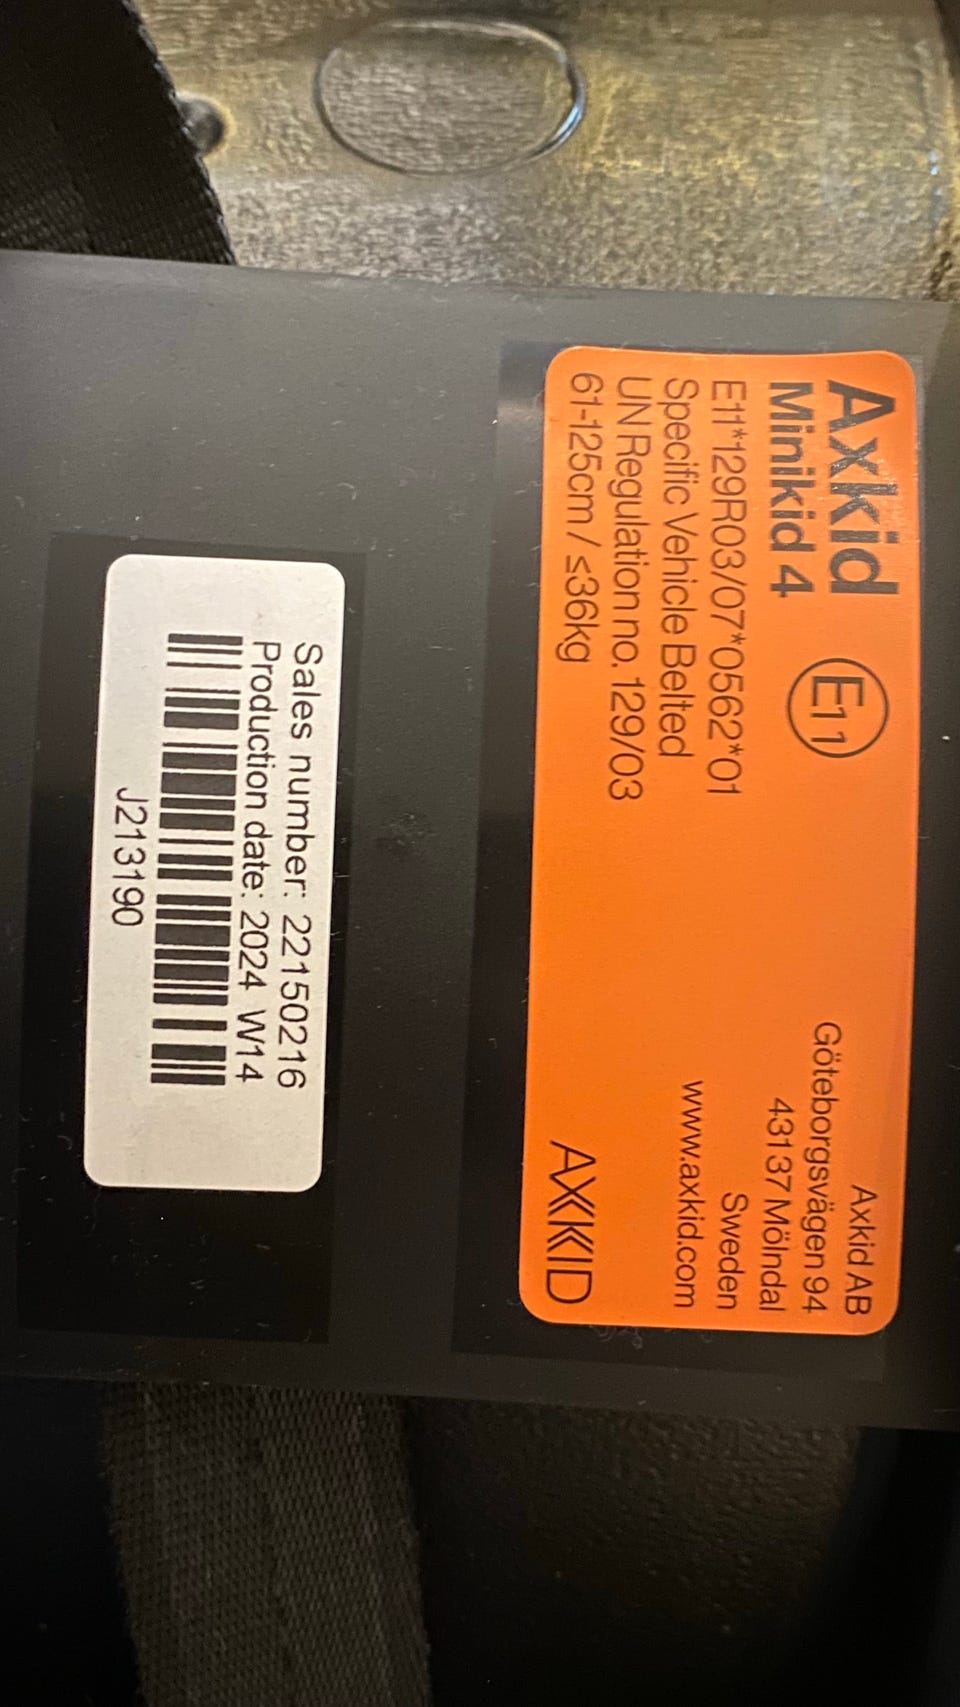 Axkid
Minikid 4
E11
E11*129R03/07*0562*01
Specific Vehicle Belted
UN Regulation no. 129/03
61-125cm / ≤36kg
Axkid AB
Göteborgsvägen 94
43137 Mölndal
Sweden
www.axkid.com
AXKID
Sales number: 22150216
Production date: 2024 W14
J213190